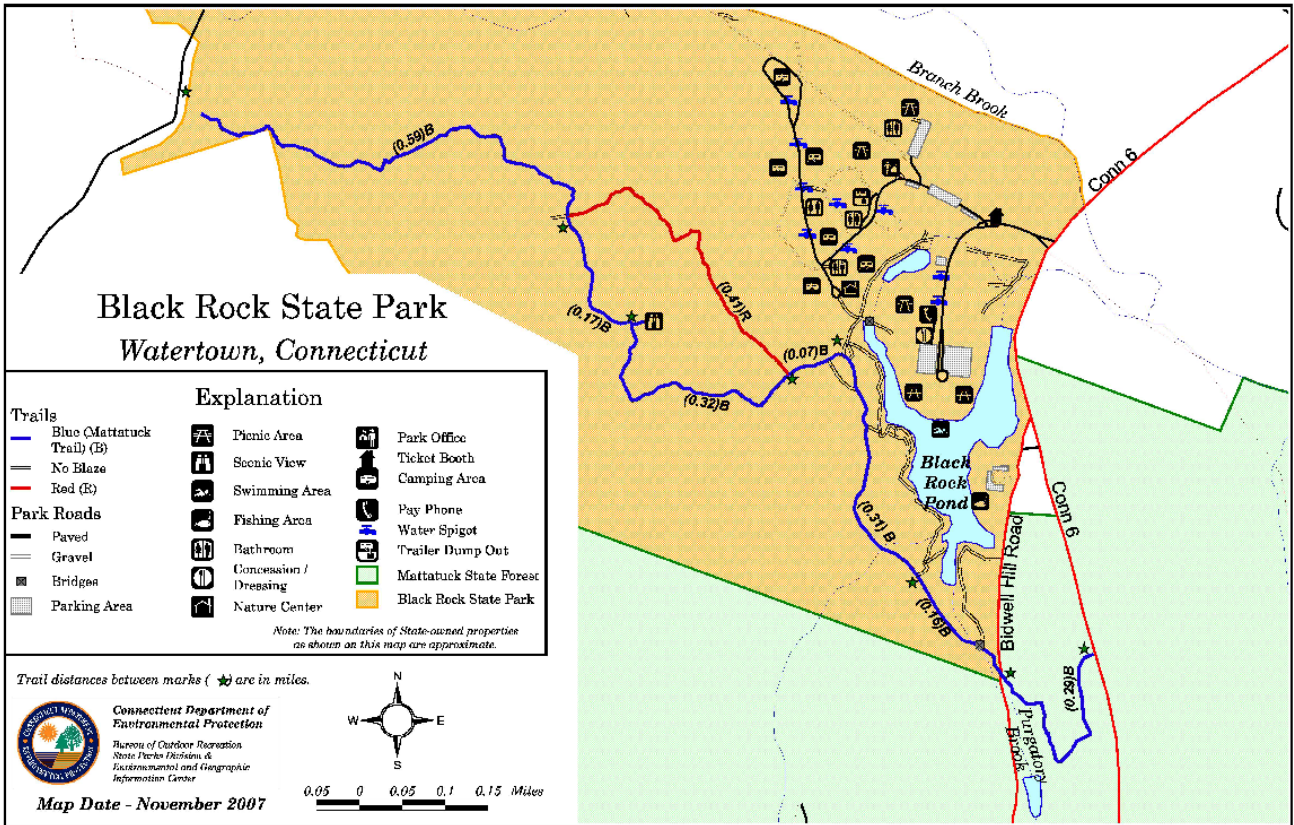 Branch Brook
Conn 6
(0.59)B
(0.41)R
(0.17)B
(0.07)B
(0.32)B
Black Rock State Park
Watertown, Connecticut
Explanation
Trails
Blue (Mattatuck
Trail) (B)
No Blaze
Red (R)
Park Roads
Paved
Gravel
Bridges
Parking Area
Picnic Area
Scenic View
Swimming Area
Fishing Area
Bathroom
Concession /
Dressing
Nature Center
Park Office
Ticket Booth
Camping Area
Pay Phone
Water Spigot
Trailer Dump Out
Mattatuck State Forest
Black Rock State Park
Note: The boundaries of State-owned properties
as shown on this map are approximate.
Black
Rock
Pond
(0.31)B
Conn 6
Bidwell Hill Road
(0.15)B
(0.29)B
Purgatory
Brook
Trail distances between marks ( ) are in miles.
Connecticut Department of
Environmental Protection
Bureau of Outdoor Recreation
State Parks Division &
Environmental and Geographic
Information Center
Map Date - November 2007
N
W E
S
0.05 0 0.05 0.10 0.15 Miles